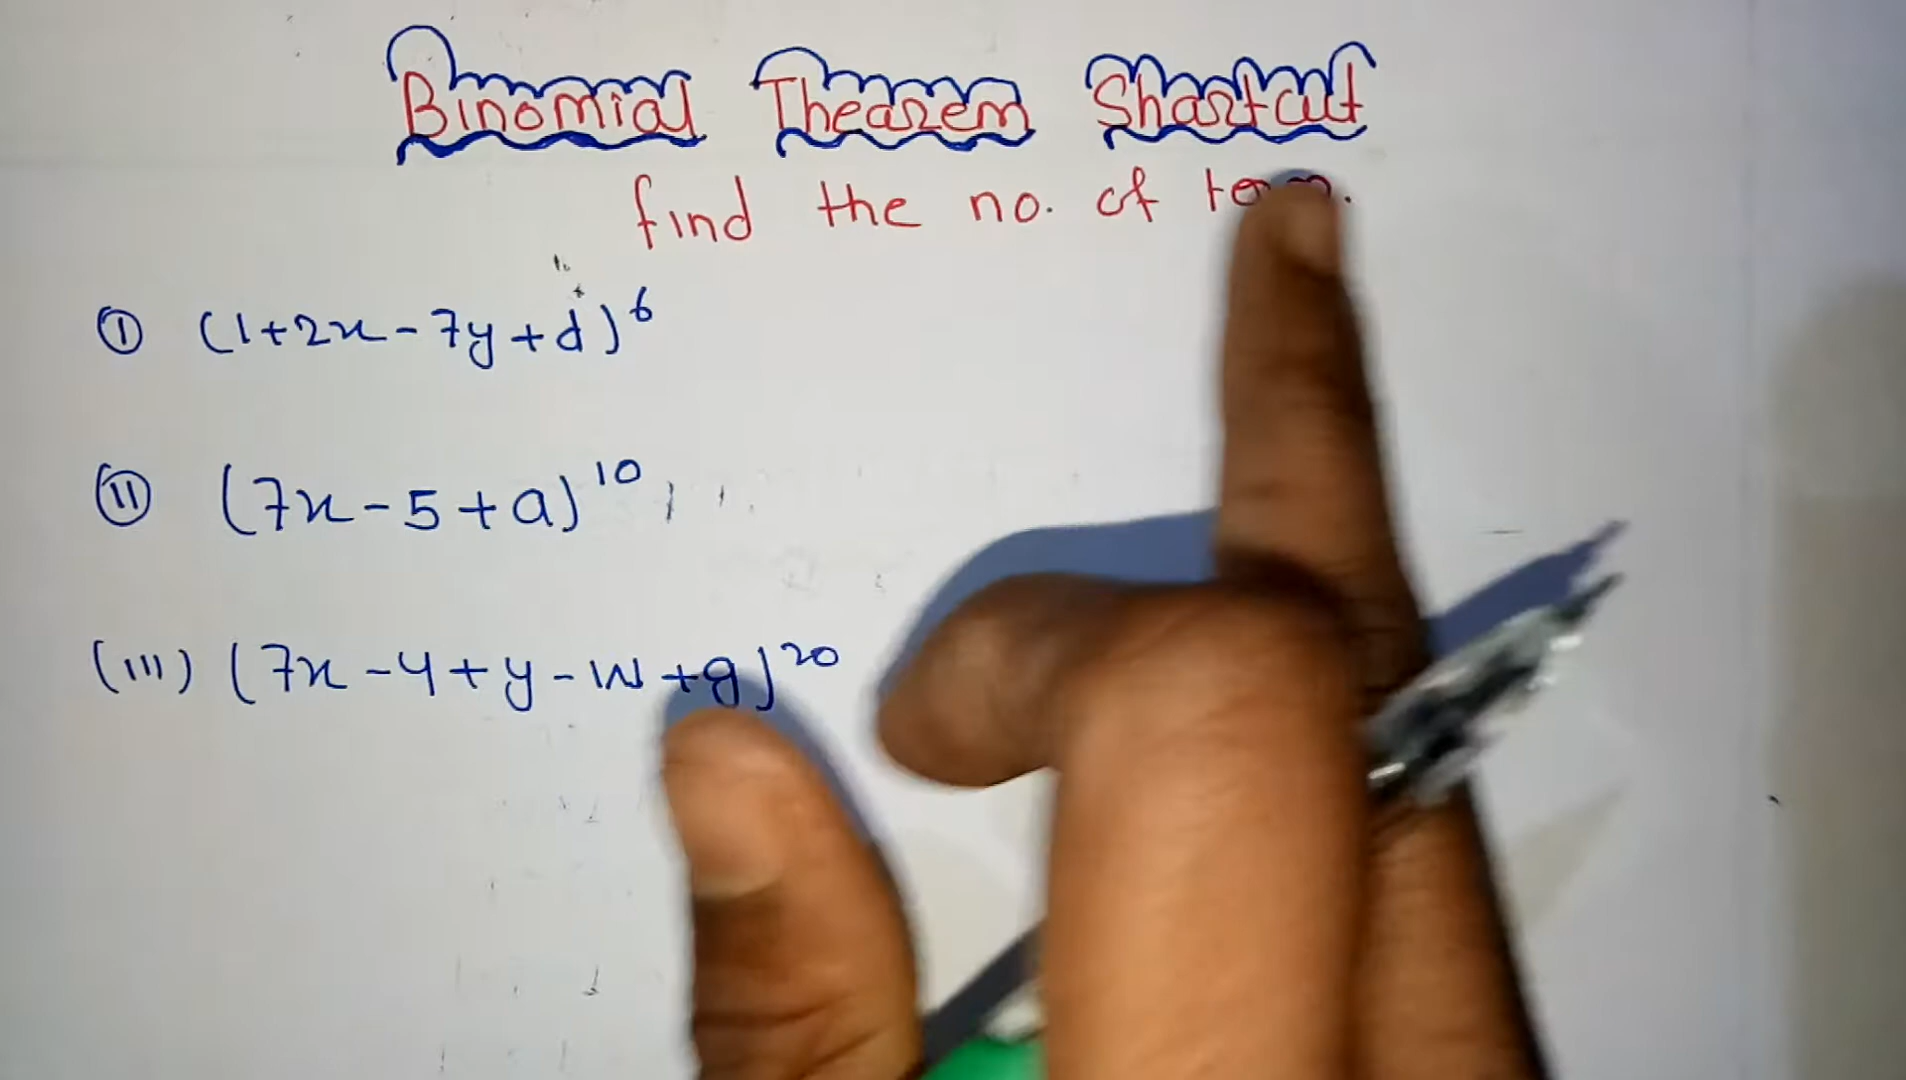 Binomial Theorem Shortcut
find the no. of term.
(I) (1+2x-7y+d)^6
(II) (7x-5+a)^10,
(III) (7x-4+y-w+g)^20